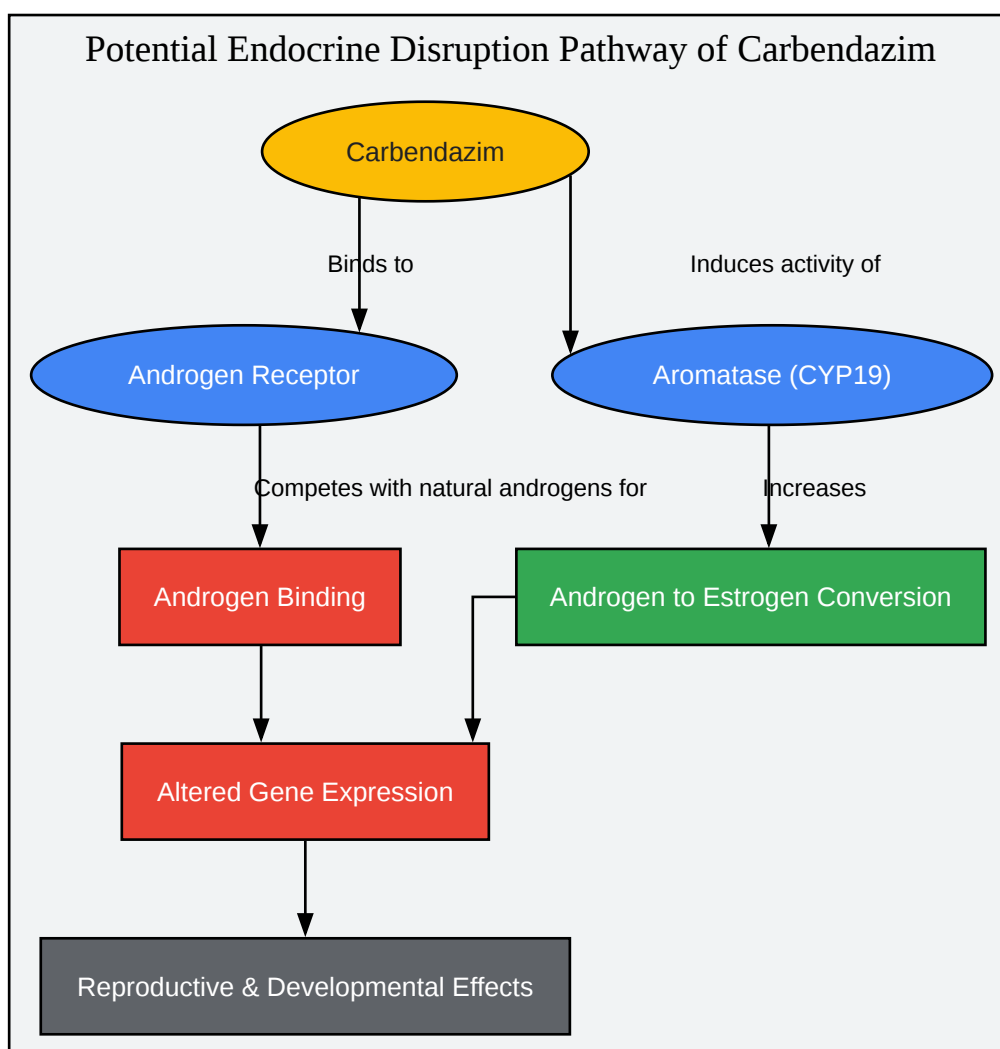 Potential Endocrine Disruption Pathway of Carbendazim
Carbendazim
Binds to
Induces activity of
Androgen Receptor
Aromatase (CYP19)
Competes with natural androgens for
Increases
Androgen Binding
Androgen to Estrogen Conversion
Altered Gene Expression
Reproductive & Developmental Effects